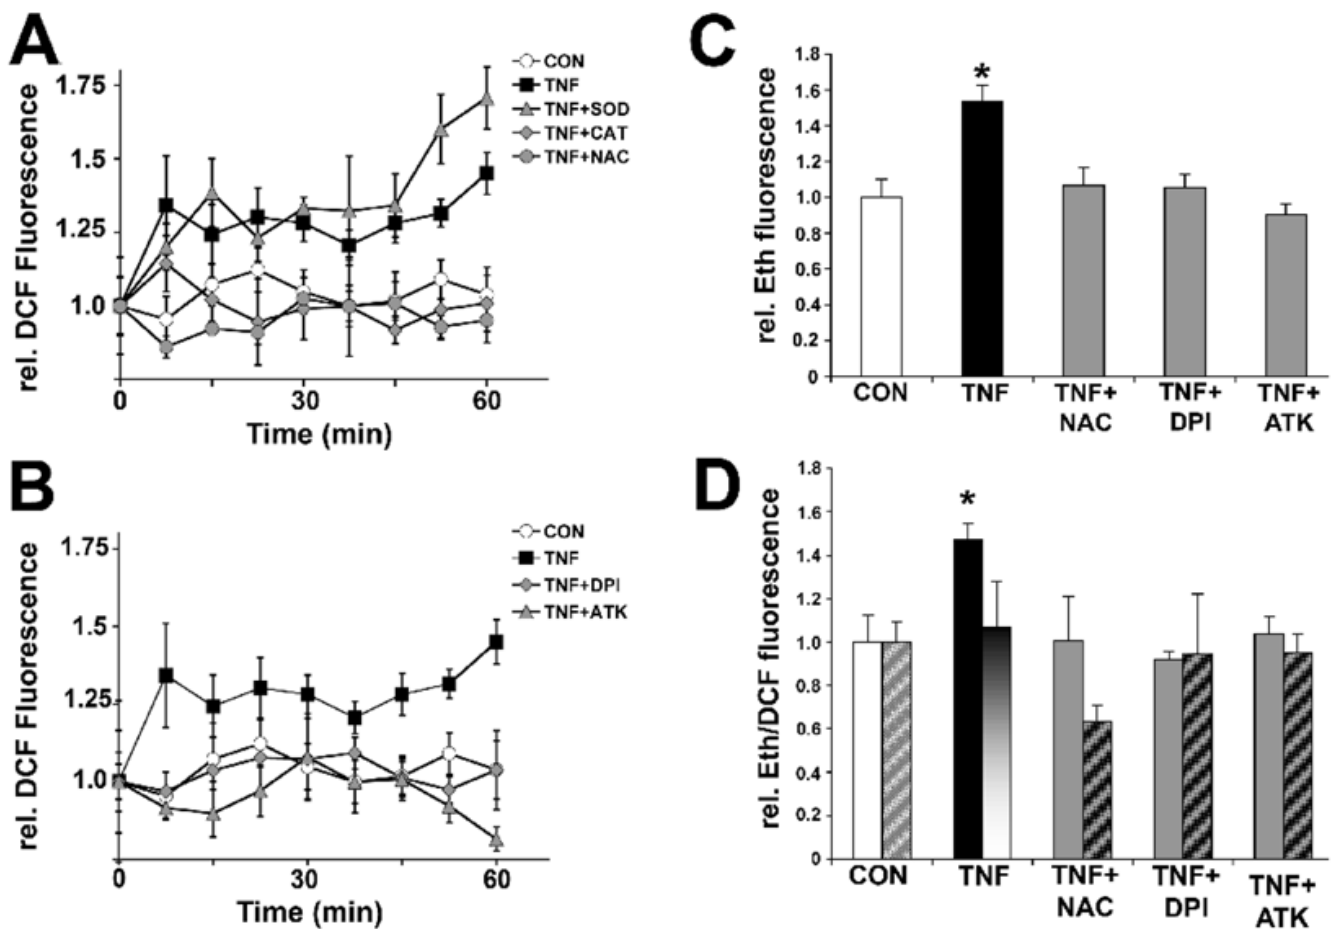 A
rel. DCF Fluorescence
1.75
1.5
1.25
1.0
0
30
60
Time (min)
CON
TNF
TNF+SOD
TNF+CAT
TNF+NAC
B
rel. DCF Fluorescence
1.75
1.5
1.25
1.0
0
30
60
Time (min)
CON
TNF
TNF+DPI
TNF+ATK
C
rel. Eth fluorescence
1.8
1.6
1.4
1.2
1.0
0.8
0.6
0.4
0.2
0
*
CON
TNF
TNF+
NAC
TNF+
DPI
TNF+
ATK
D
rel. Eth/DCF fluorescence
1.8
1.6
1.4
1.2
1.0
0.8
0.6
0.4
0.2
0
*
CON
TNF
TNF+
NAC
TNF+
DPI
TNF+
ATK